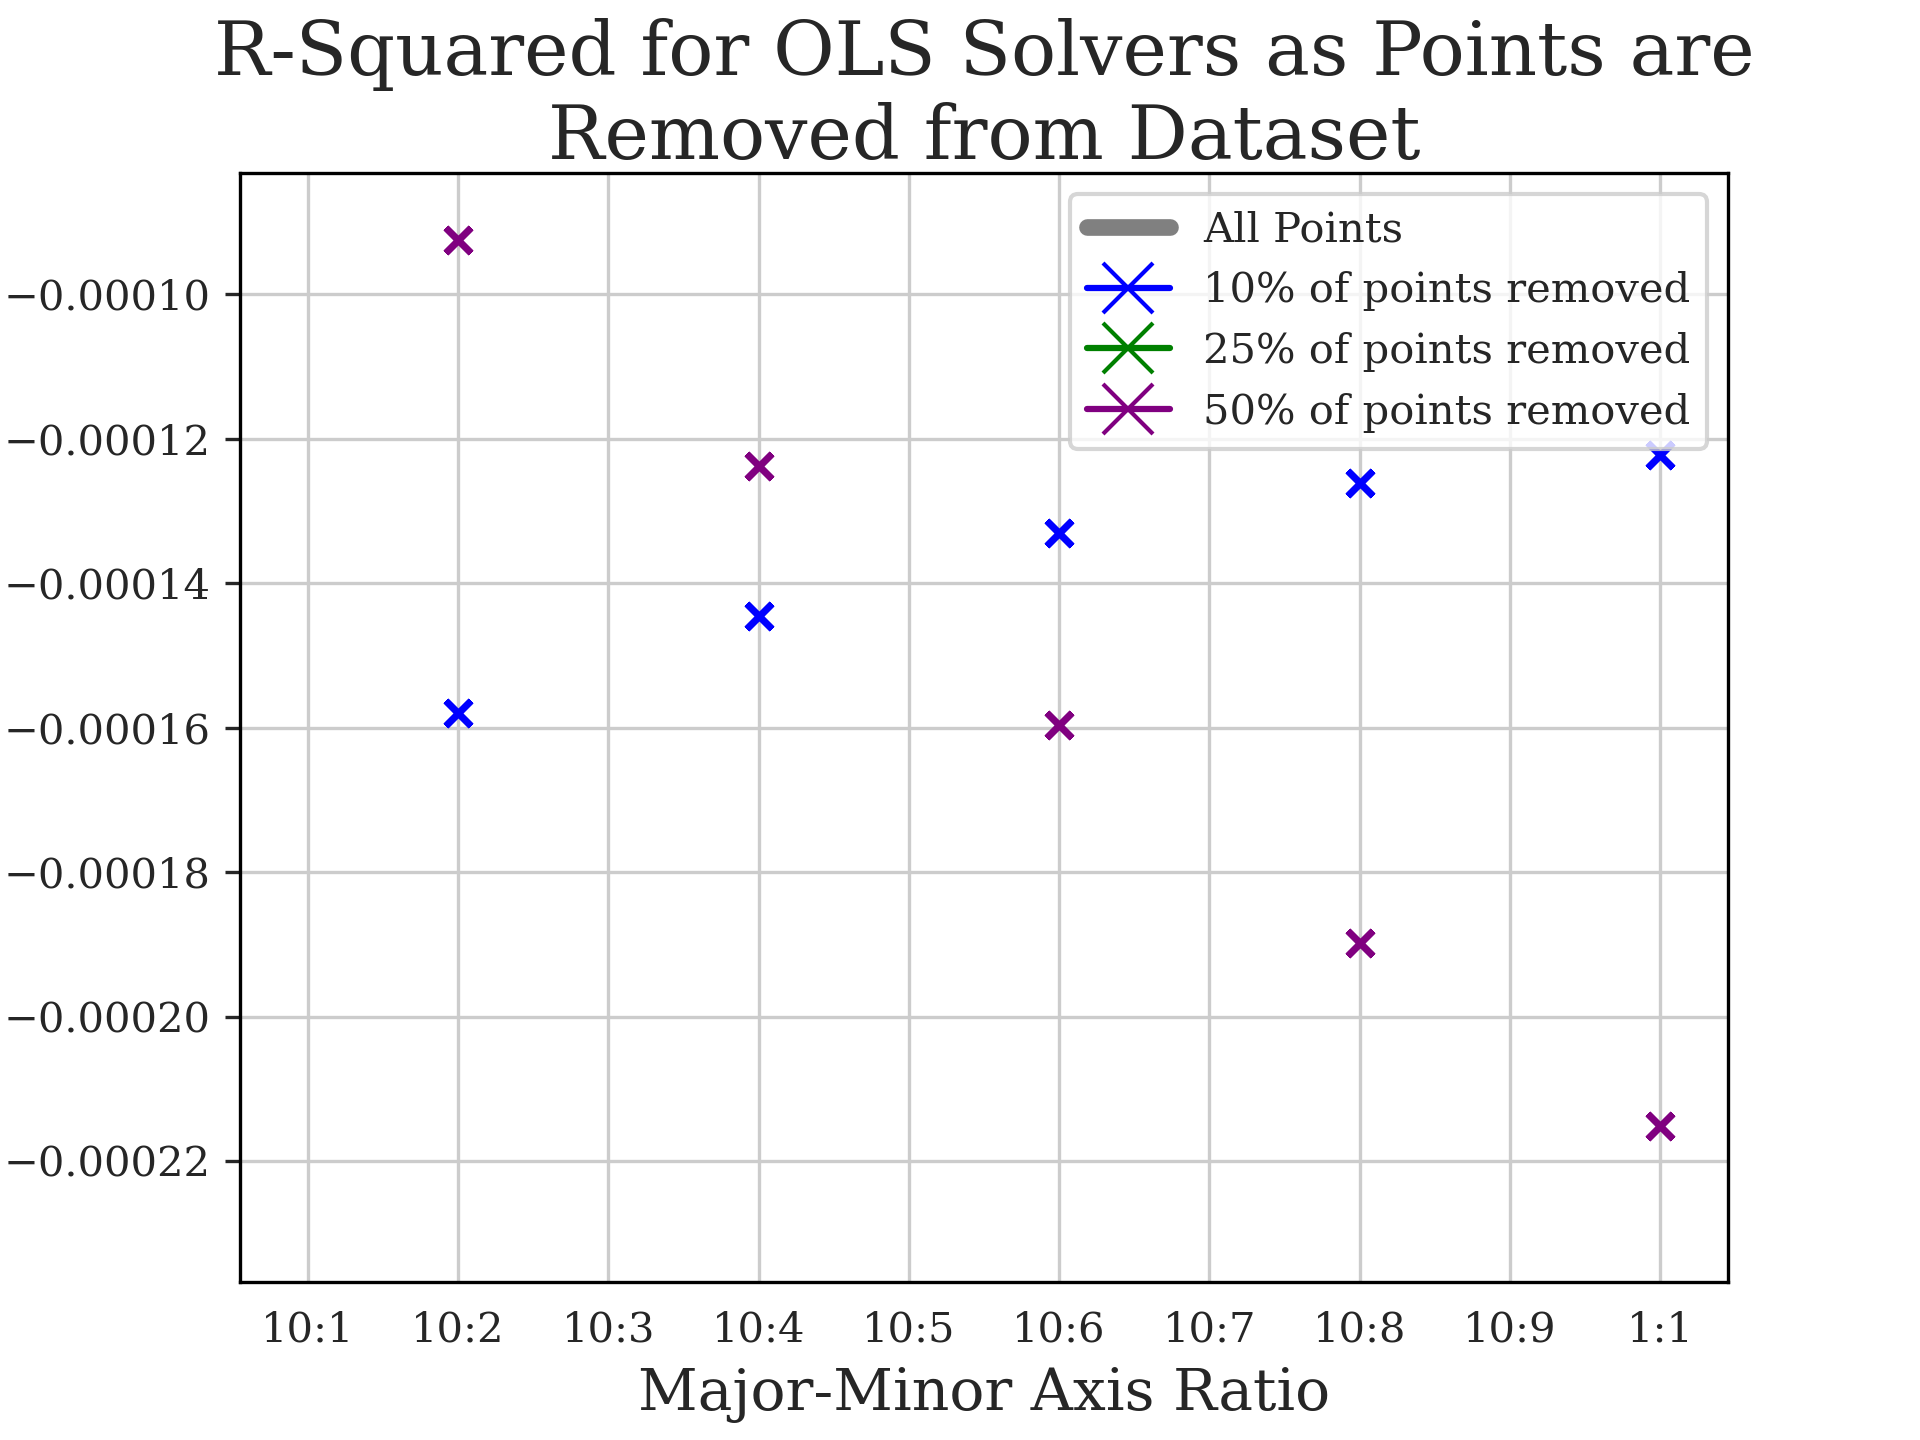 R-Squared for OLS Solvers as Points are
Removed from Dataset
All Points
10% of points removed
25% of points removed
50% of points removed
−0.00010
−0.00012
−0.00014
−0.00016
−0.00018
−0.00020
−0.00022
10:1 10:2 10:3 10:4 10:5 10:6 10:7 10:8 10:9 1:1
Major-Minor Axis Ratio